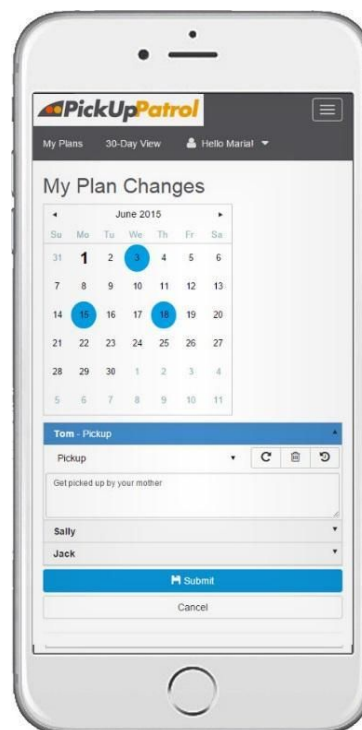 PickUpPatrol
My Plans 30-Day View Hello Maria!
My Plan Changes
June 2015
Su Mo Tu We Th Fr Sa
31 1 2 3 4 5 6
7 8 9 10 11 12 13
14 15 16 17 18 19 20
21 22 23 24 25 26 27
28 29 30 1 2 3 4
5 6 7 8 9 10 11
Tom - Pickup
Pickup
Get picked up by your mother
Sally
Jack
Submit
Cancel